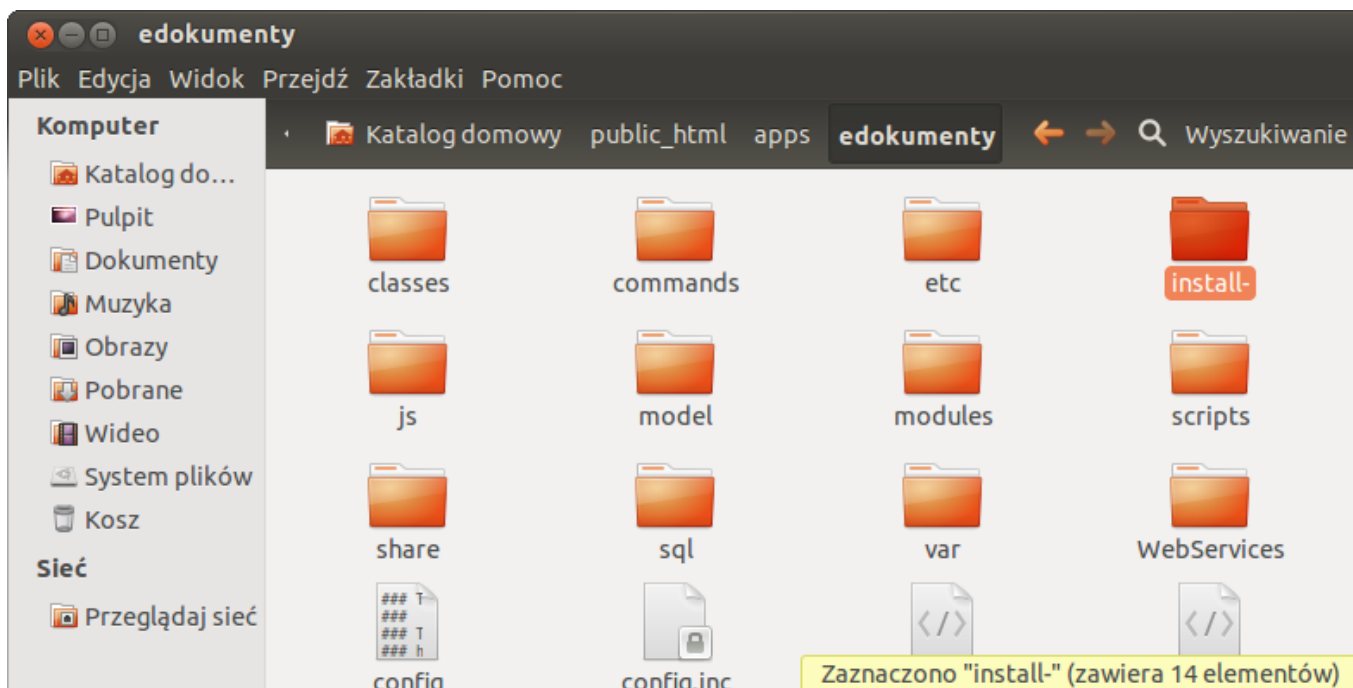 edokumenty
Plik Edycja Widok Przejdź Zakładki Pomoc
Komputer
Katalog do...
Pulpit
Dokumenty
Muzyka
Obrazy
Pobrane
Wideo
System plików
Kosz
Sieć
Przeglądaj sieć
Katalog domowy public_html apps edokumenty Wyszukiwanie
classes commands etc install-
js model modules scripts
share sql var WebServices
### T
###
### T
### h
</>
</>
config config.inc
Zaznaczono "install-" (zawiera 14 elementów)